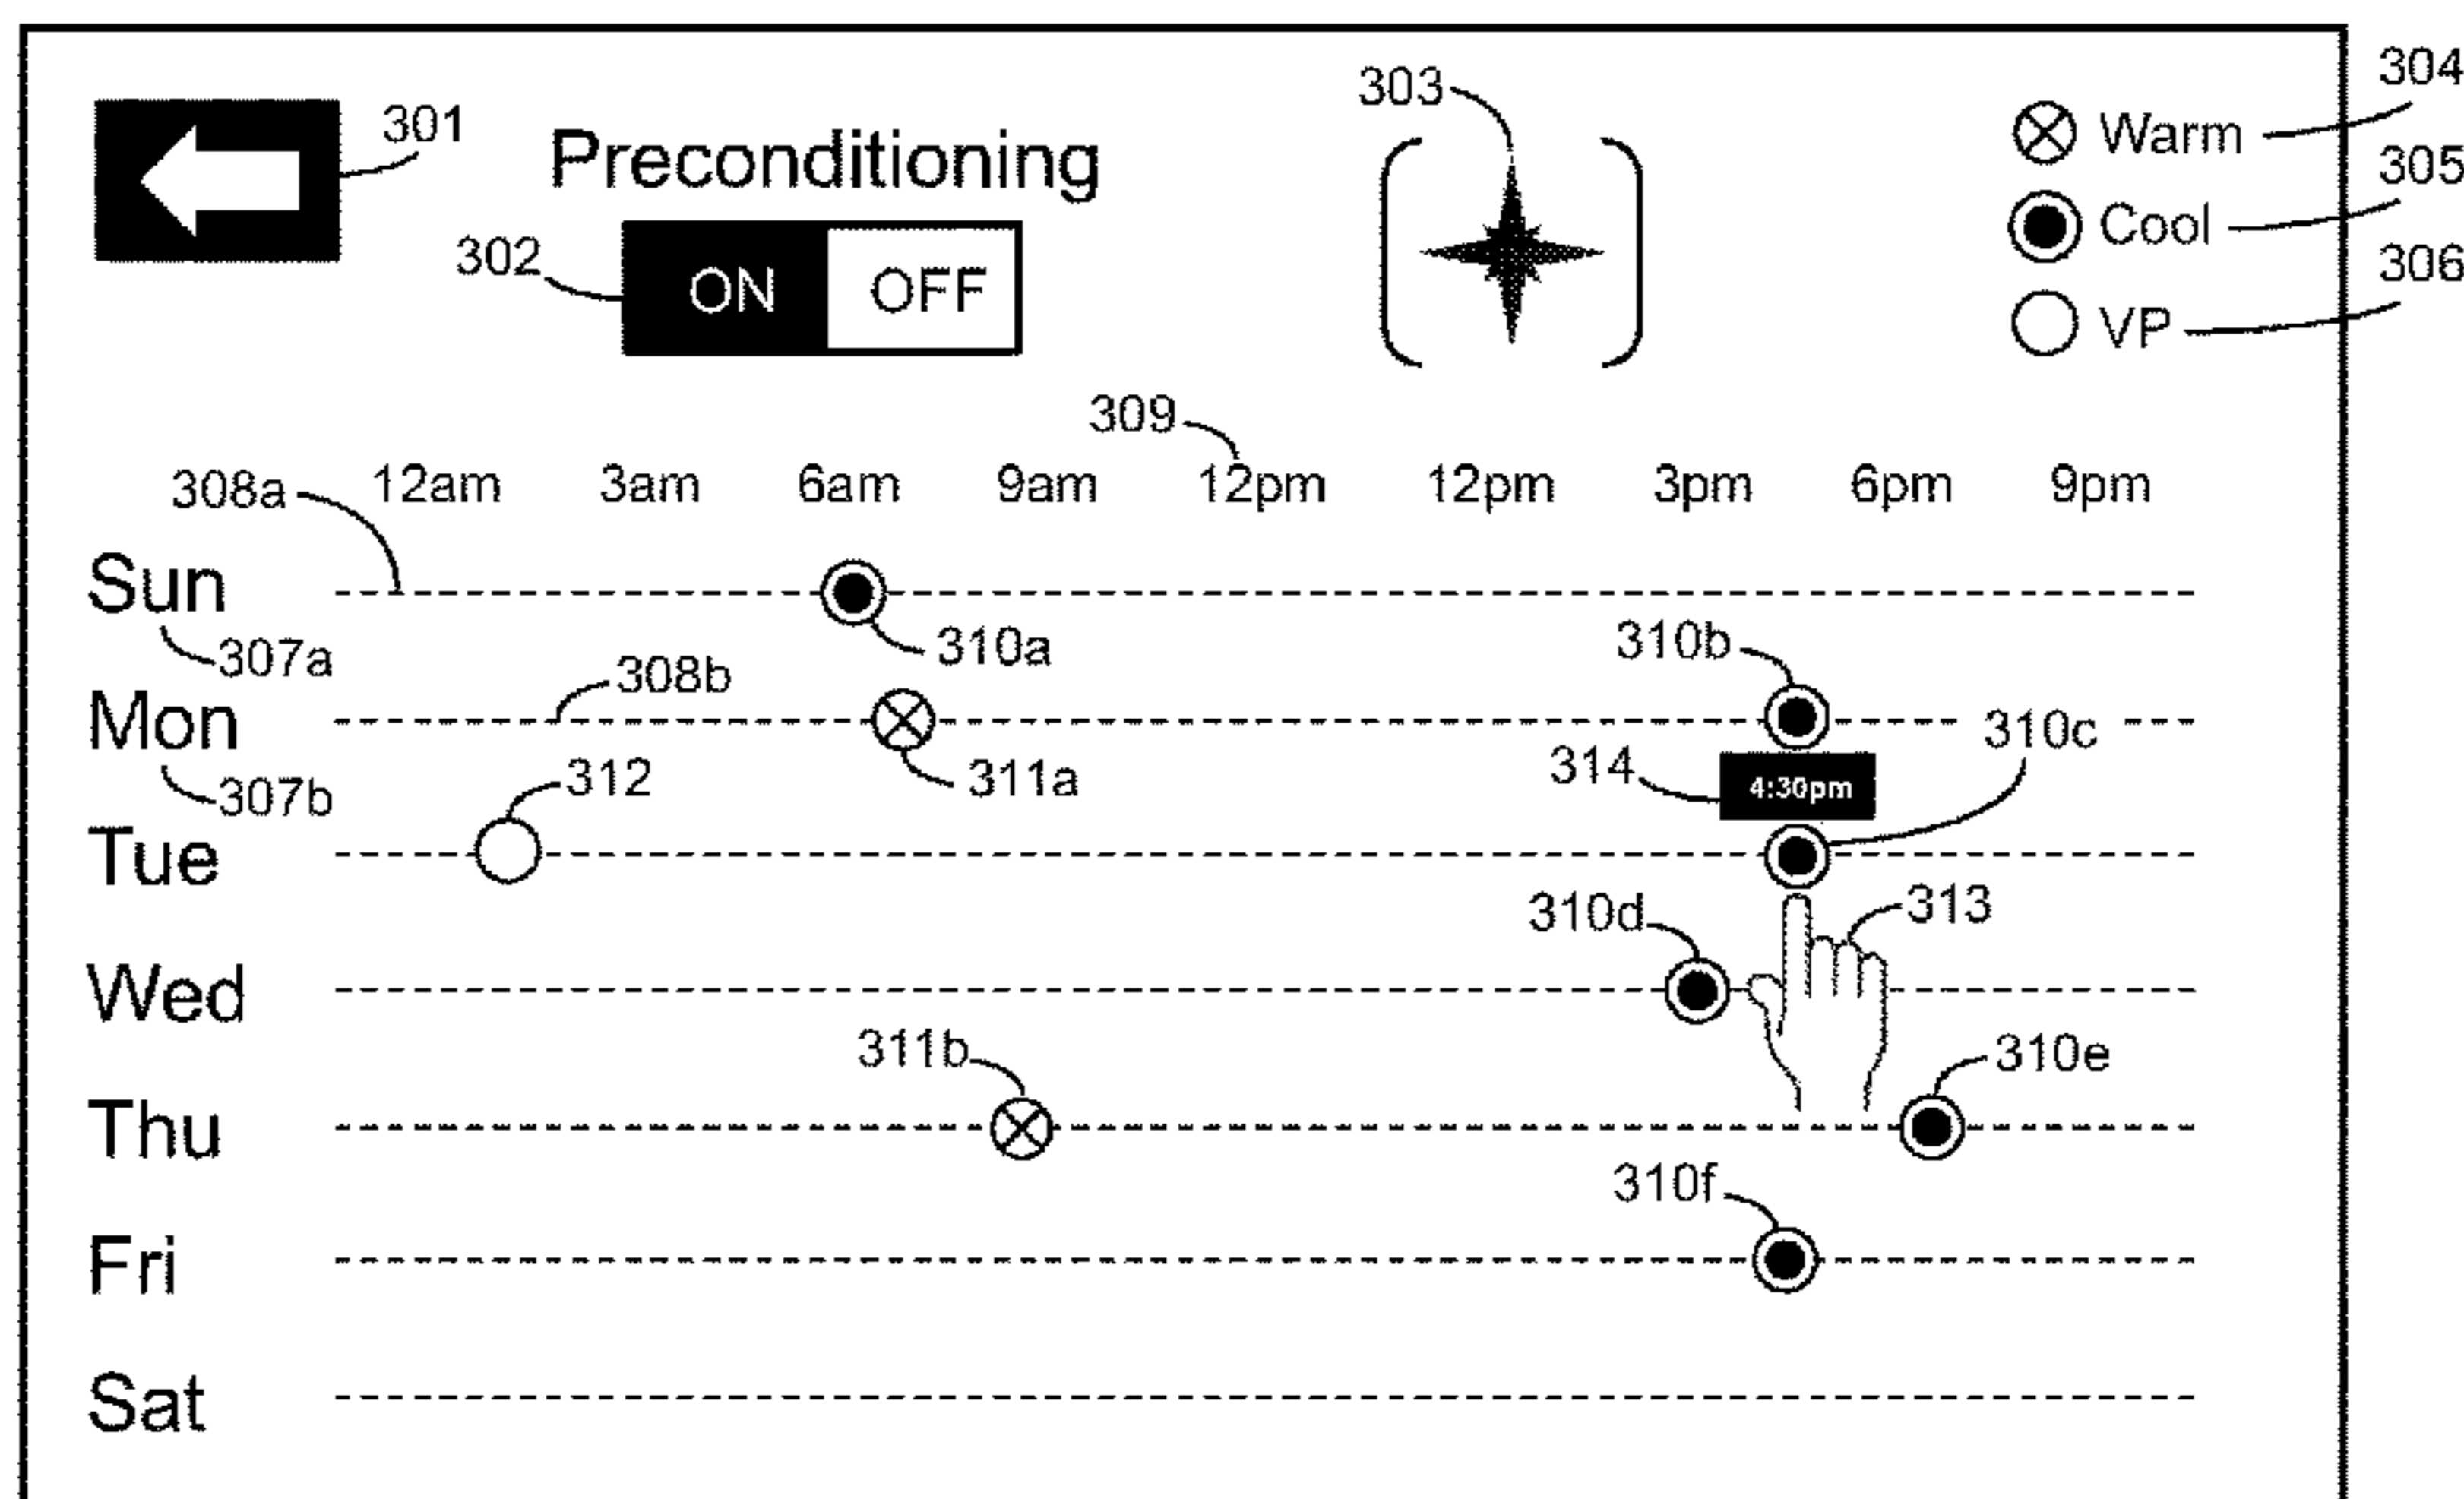 304
303
301
Warm
Preconditioning
305
Cool
302
ON OFF
306
VP
309
308a 12am 3am 6am 9am 12pm 12pm 3pm 6pm 9pm
Sun
310a 310b
307a
308b
Mon 310c
312 311a 314 4:30pm
307b
Tue
310d 313
Wed
311b 310e
Thu
310f
Fri
Sat